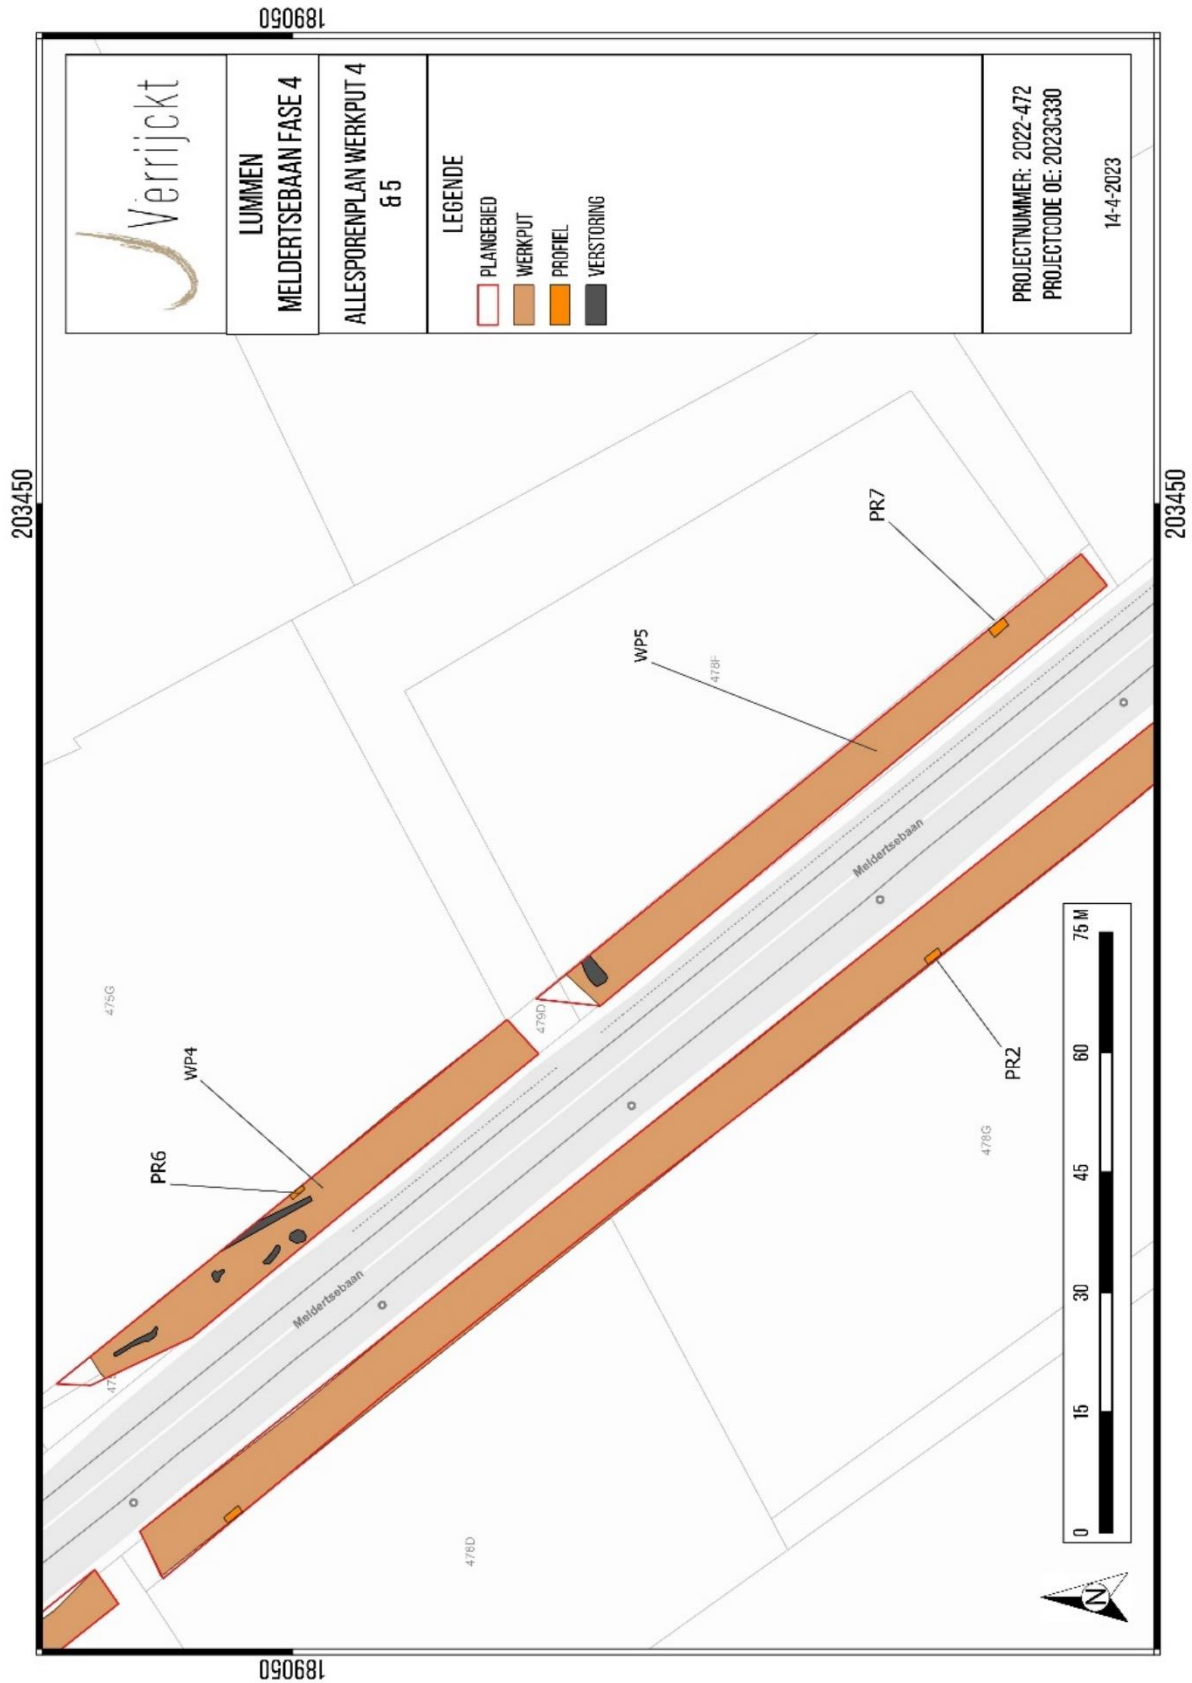 Verrijckt
LUMMEN
MELDERTSEBAAN FASE 4
ALLESPORENPLAN WERKPUT 4
& 5
LEGENDE
PLANGEBIED
WERKPUT
PROFIEL
VERSTORING
PROJECTNUMMER: 2022-472
PROJECTCODE OE: 2023C330
14-4-2023
203450
203450
189050
189050
475G
WP4
PR6
479D
WP5
478F
PR7
Meldertsebaan
Meldertsebaan
PR2
478G
478D
0
15
30
45
60
75 M
N